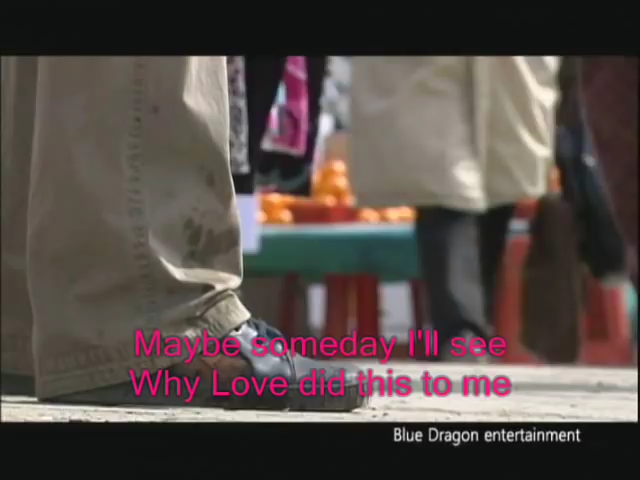 Maybe someday I'll see
Why Love did this to me
Blue Dragon entertainment